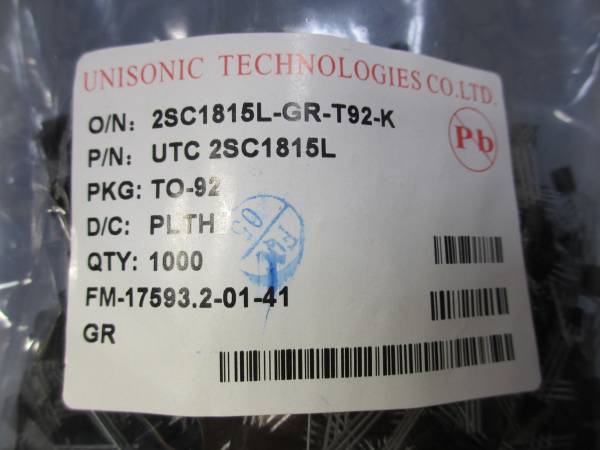 UNISONIC TECHNOLOGIES CO.LTD.
O/N: 2SC1815L-GR-T92-K
Pb
P/N: UTC 2SC1815L
PKG: TO-92
D/C: PLTH
QTY: 1000
FM-17593.2-01-41
GR